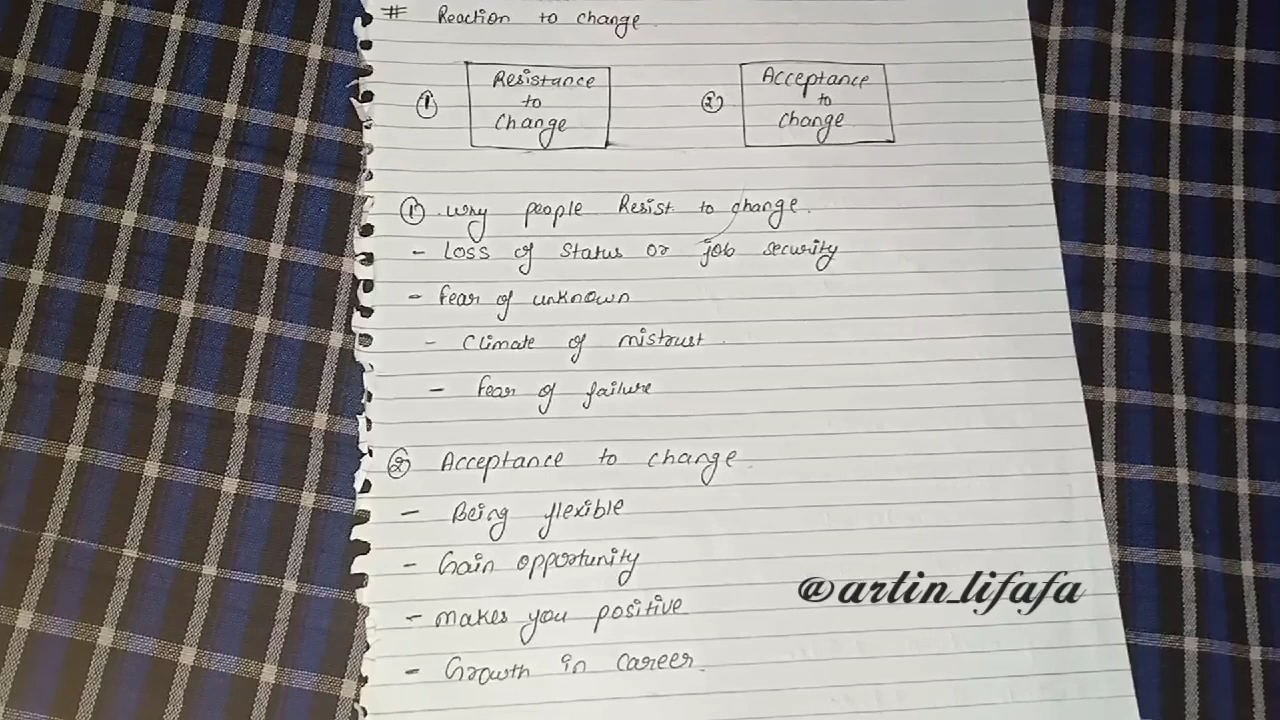 # Reaction to change
① Resistance to Change
② Acceptance to change
① why people Resist to change.
- Loss of status or job security
- fear of unknown
- Climate of mistrust.
- fear of failure
② Acceptance to change.
- Being flexible
- Gain opportunity
- makes you positive
- Growth in career.
@artin_lifafa